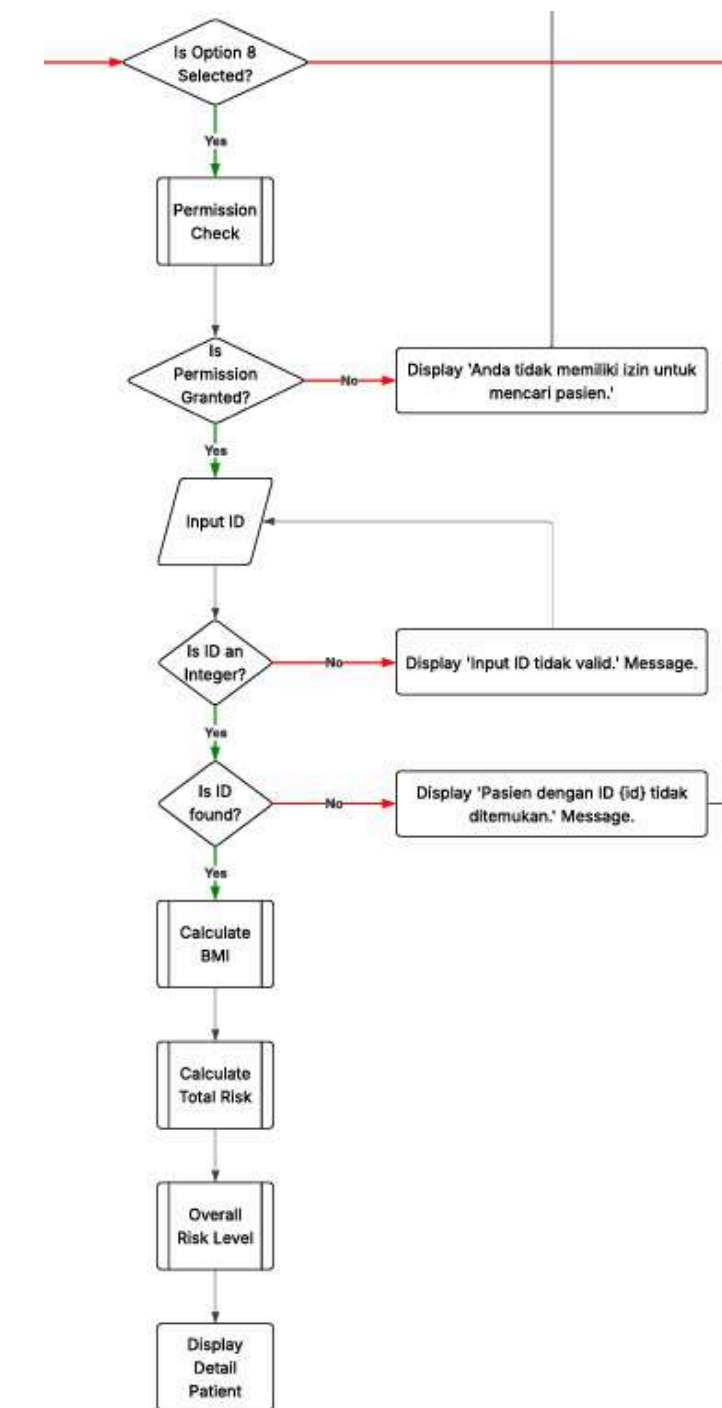 Is Option 8
Selected?
Yes
Permission
Check
Is
Permission
Granted?
No
Display 'Anda tidak memiliki izin untuk
mencari pasien.'
Yes
Input ID
Is ID an
Integer?
No
Display 'Input ID tidak valid.' Message.
Yes
Is ID
found?
No
Display 'Pasien dengan ID {id} tidak
ditemukan.' Message.
Yes
Calculate
BMI
Calculate
Total Risk
Overall
Risk Level
Display
Detail
Patient